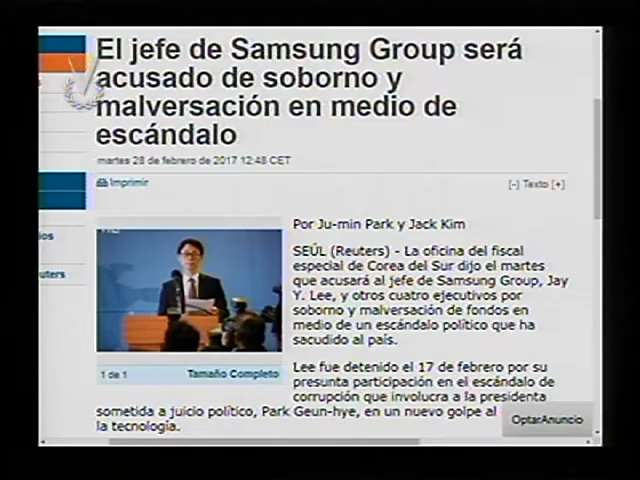 El jefe de Samsung Group será
acusado de soborno y
malversación en medio de
escándalo
martes 28 de febrero de 2017 12:48 CET
Imprimir
[-] Texto [+]
Por Ju-min Park y Jack Kim
SEÚL (Reuters) - La oficina del fiscal
especial de Corea del Sur dijo el martes
que acusará al jefe de Samsung Group, Jay
Y. Lee, y otros cuatro ejecutivos por
soborno y malversación de fondos en
medio de un escándalo político que ha
sacudido al país.
1 de 1
Tamaño Completo
Lee fue detenido el 17 de febrero por su
presunta participación en el escándalo de
corrupción que involucra a la presidenta
sometida a juicio político, Park Geun-hye, en un nuevo golpe al
la tecnología.
OptarAnuncio
ios
uters